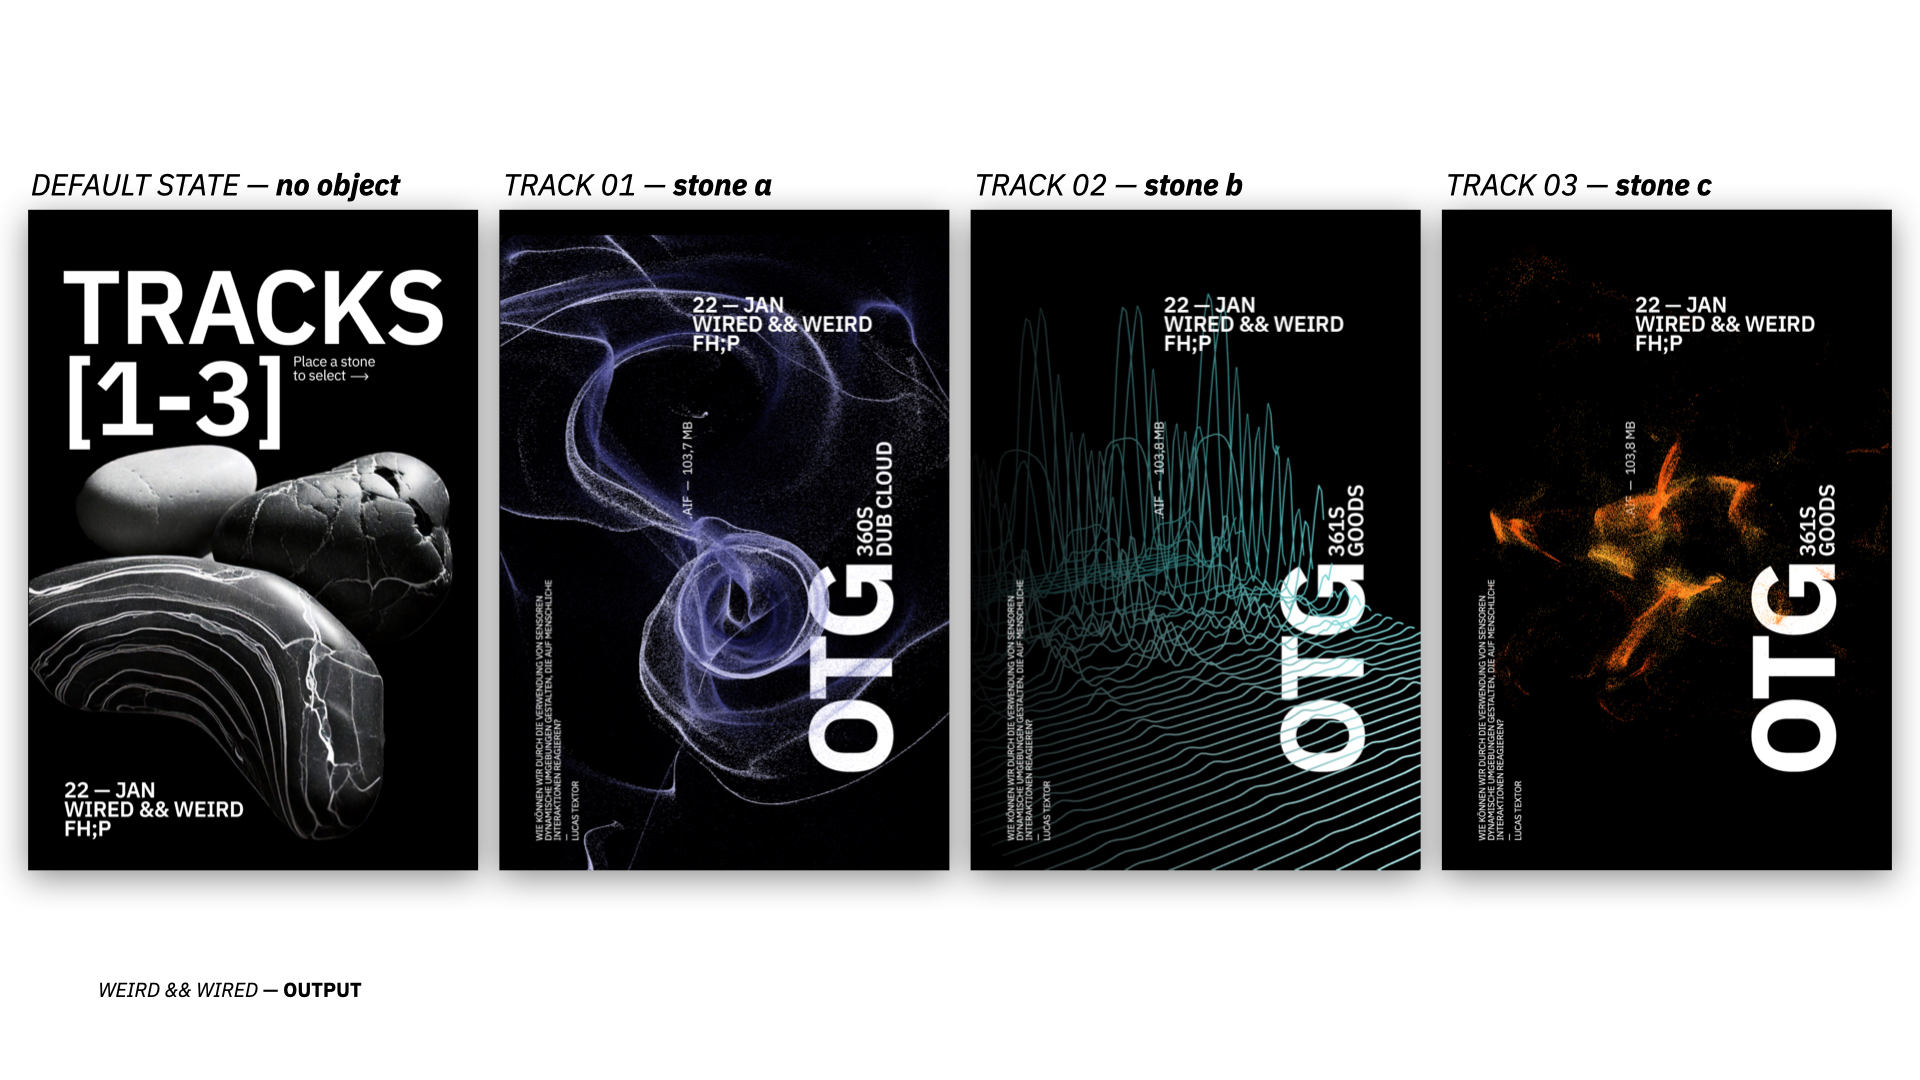 DEFAULT STATE — no object
TRACKS
[1-3]
Place a stone
to select ⟶
22 — JAN
WIRED && WEIRD
FH;P
TRACK 01 — stone a
22 — JAN
WIRED && WEIRD
FH;P
.AIF — 103,7 MB
360S
DUB CLOUD
OTG
WIE KÖNNEN WIR DURCH DIE VERWENDUNG VON SENSOREN
DYNAMISCHE UMGEBUNGEN GESTALTEN, DIE AUF MENSCHLICHE
INTERAKTIONEN REAGIEREN?
—
LUCAS TEXTOR
TRACK 02 — stone b
22 — JAN
WIRED && WEIRD
FH;P
.AIF — 103,8 MB
361S
GOODS
OTG
WIE KÖNNEN WIR DURCH DIE VERWENDUNG VON SENSOREN
DYNAMISCHE UMGEBUNGEN GESTALTEN, DIE AUF MENSCHLICHE
INTERAKTIONEN REAGIEREN?
—
LUCAS TEXTOR
TRACK 03 — stone c
22 — JAN
WIRED && WEIRD
FH;P
.AIF — 103,8 MB
361S
GOODS
OTG
WIE KÖNNEN WIR DURCH DIE VERWENDUNG VON SENSOREN
DYNAMISCHE UMGEBUNGEN GESTALTEN, DIE AUF MENSCHLICHE
INTERAKTIONEN REAGIEREN?
—
LUCAS TEXTOR
WEIRD && WIRED — OUTPUT